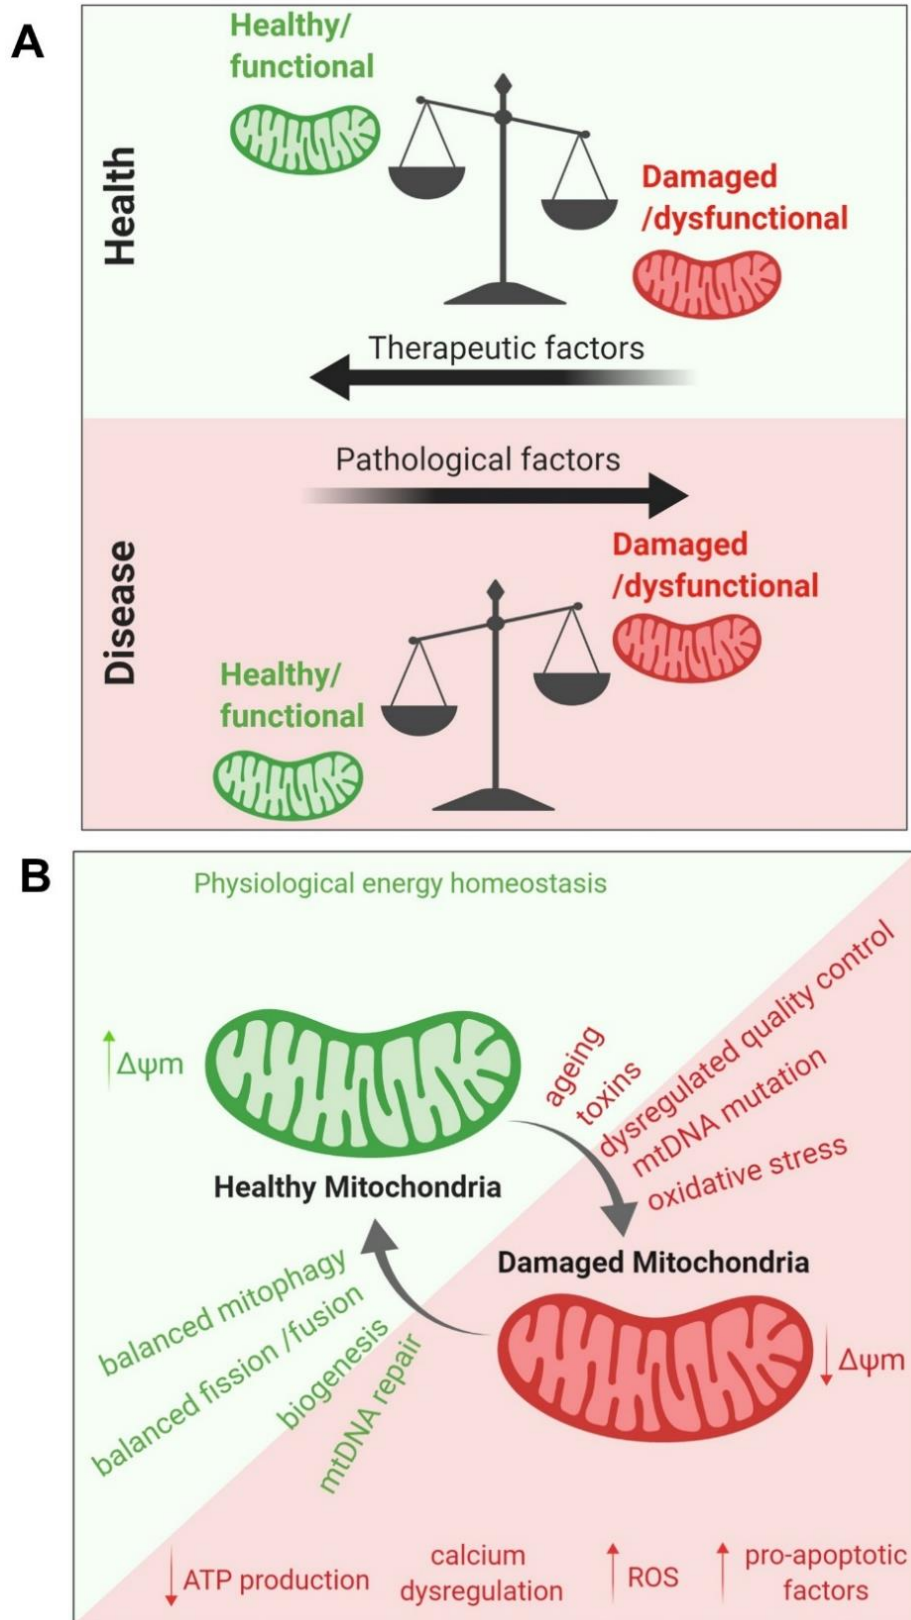 A
Healthy/
functional
Damaged
/dysfunctional
Health
Therapeutic factors
Pathological factors
Damaged
/dysfunctional
Disease
Healthy/
functional
B
Physiological energy homeostasis
Δψm
ageing
toxins
dysregulated quality control
mtDNA mutation
oxidative stress
Healthy Mitochondria
Damaged Mitochondria
balanced mitophagy
balanced fission /fusion
biogenesis
mtDNA repair
Δψm
ATP production
calcium
dysregulation
ROS
pro-apoptotic
factors